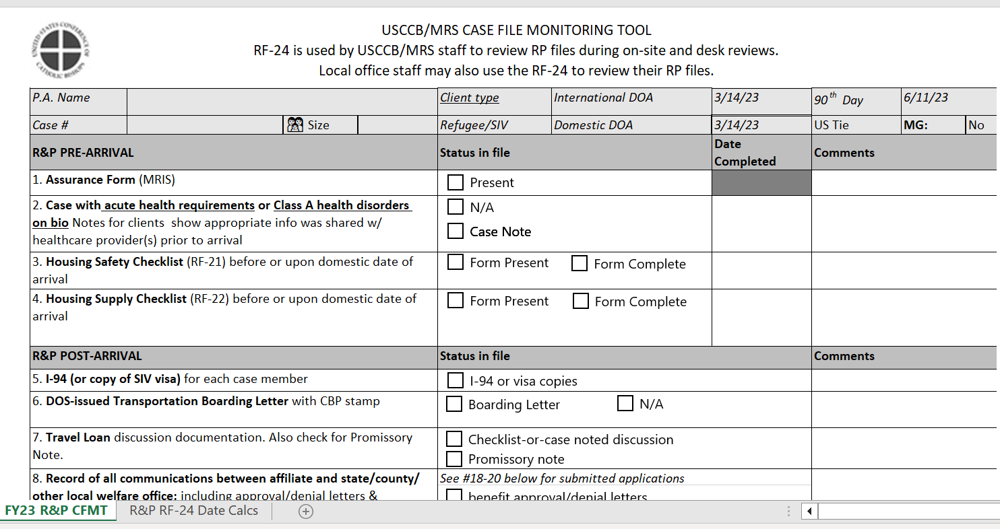 UNITED STATES CONFERENCE OF CATHOLIC BISHOPS
USCCB/MRS CASE FILE MONITORING TOOL
RF-24 is used by USCCB/MRS staff to review RP files during on-site and desk reviews.
Local office staff may also use the RF-24 to review their RP files.
P.A. Name Client type International DOA 3/14/23 90th Day 6/11/23
Case # Size Refugee/SIV Domestic DOA 3/14/23 US Tie MG: No
R&P PRE-ARRIVAL Status in file Date Completed Comments
1. Assurance Form (MRIS)
Present
2. Case with acute health requirements or Class A health disorders
on bio Notes for clients show appropriate info was shared w/
healthcare provider(s) prior to arrival
N/A
Case Note
3. Housing Safety Checklist (RF-21) before or upon domestic date of
arrival
Form Present Form Complete
4. Housing Supply Checklist (RF-22) before or upon domestic date of
arrival
Form Present Form Complete
R&P POST-ARRIVAL Status in file Comments
5. I-94 (or copy of SIV visa) for each case member
I-94 or visa copies
6. DOS-issued Transportation Boarding Letter with CBP stamp
Boarding Letter N/A
7. Travel Loan discussion documentation. Also check for Promissory
Note.
Checklist-or-case noted discussion
Promissory note
8. Record of all communications between affiliate and state/county/
other local welfare office: including approval/denial letters &
See #18-20 below for submitted applications
benefit approval/denial letters
FY23 R&P CFMT R&P RF-24 Date Calcs